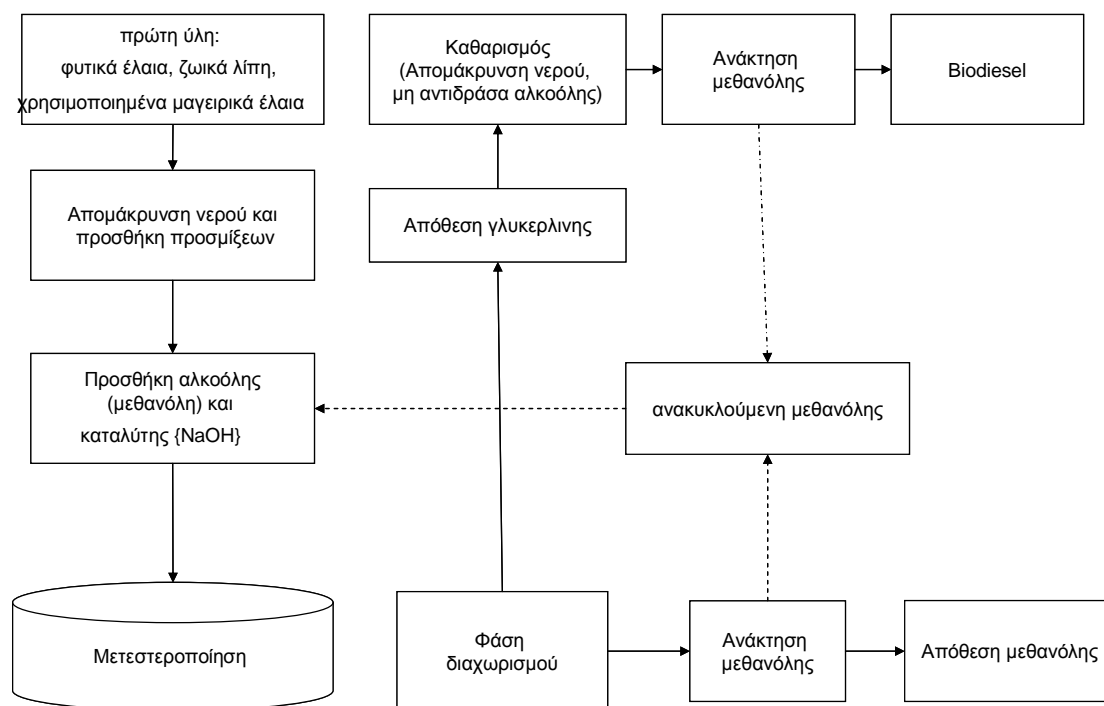 πρώτη ύλη:
φυτικά έλαια, ζωικά λίπη,
χρησιμοποιημένα μαγειρικά έλαια
Απομάκρυνση νερού και
προσθήκη προσμίξεων
Προσθήκη αλκοόλης
(μεθανόλη) και
καταλύτης {NaOH}
Μετεστεροποίηση
Καθαρισμός
(Απομάκρυνση νερού,
μη αντιδράσα αλκοόλης)
Απόθεση γλυκερλινης
Φάση
διαχωρισμού
Ανάκτηση
μεθανόλης
ανακυκλούμενη μεθανόλης
Ανάκτηση
μεθανόλης
Biodiesel
Απόθεση μεθανόλης